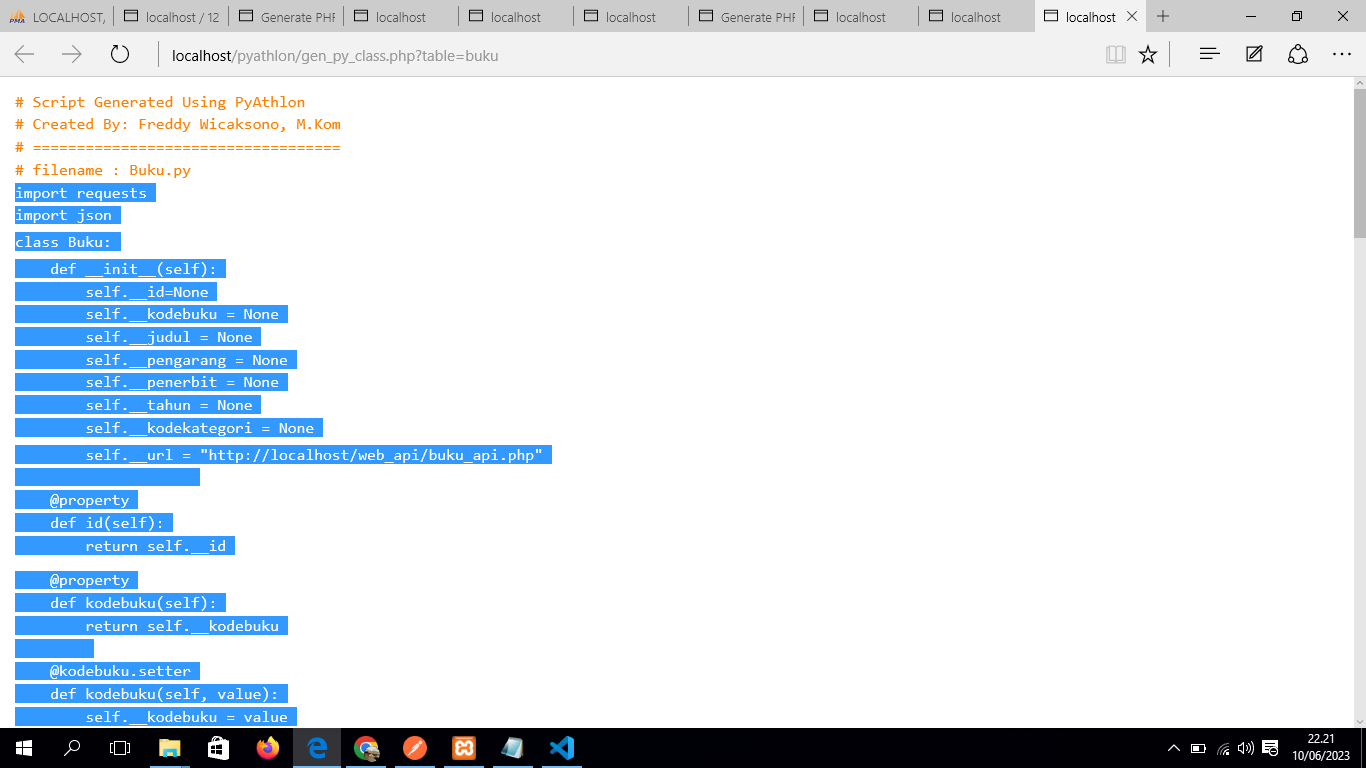 LOCALHOST,
localhost / 12
Generate PHP
localhost
localhost
localhost
Generate PHP
localhost
localhost
localhost
localhost/pyathlon/gen_py_class.php?table=buku
# Script Generated Using PyAthlon
# Created By: Freddy Wicaksono, M.Kom
# ===================================
# filename : Buku.py
import requests
import json
class Buku:
    def __init__(self):
        self.__id=None
        self.__kodebuku = None
        self.__judul = None
        self.__pengarang = None
        self.__penerbit = None
        self.__tahun = None
        self.__kodekategori = None
        self.__url = "http://localhost/web_api/buku_api.php"
    @property
    def id(self):
        return self.__id
    @property
    def kodebuku(self):
        return self.__kodebuku
    @kodebuku.setter
    def kodebuku(self, value):
        self.__kodebuku = value
22.21
10/06/2023